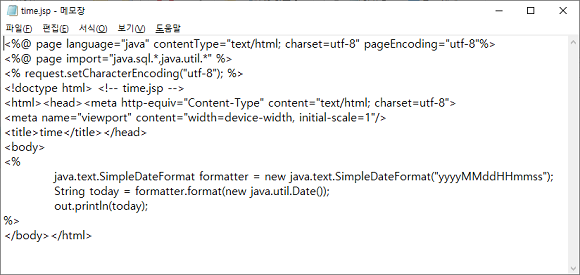 time.jsp - 메모장
파일(F) 편집(E) 서식(O) 보기(V) 도움말
<%@ page language="java" contentType="text/html; charset=utf-8" pageEncoding="utf-8"%>
<%@ page import="java.sql.*,java.util.*" %>
<% request.setCharacterEncoding("utf-8"); %>
<!doctype html> <!-- time.jsp -->
<html><head><meta http-equiv="Content-Type" content="text/html; charset=utf-8">
<meta name="viewport" content="width=device-width, initial-scale=1"/>
<title>time</title></head>
<body>
<%
java.text.SimpleDateFormat formatter = new java.text.SimpleDateFormat("yyyyMMddHHmmss");
String today = formatter.format(new java.util.Date());
out.println(today);
%>
</body></html>